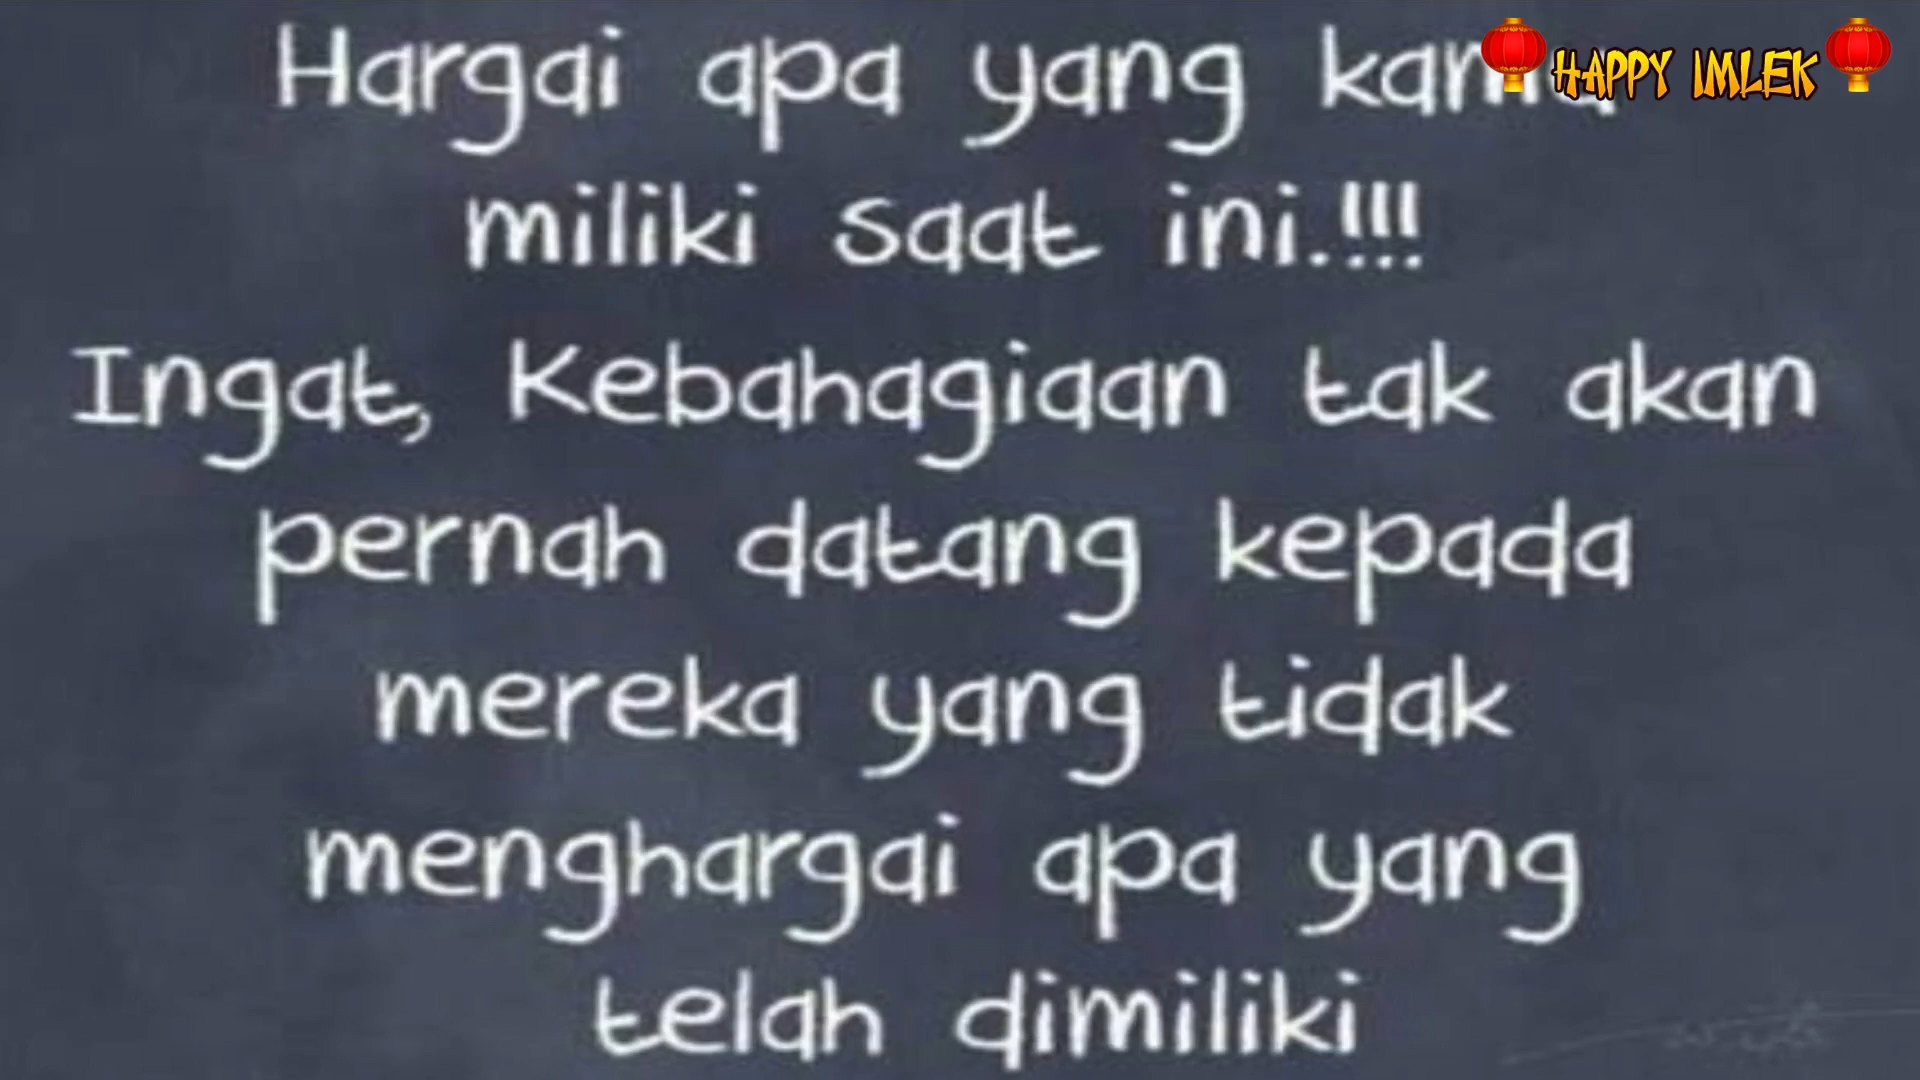 Hargai apa yang kamu
HAPPY IMLEK
miliki saat ini.!!!
Ingat, Kebahagiaan tak akan
pernah datang kepada
mereka yang tidak
menghargai apa yang
telah dimiliki